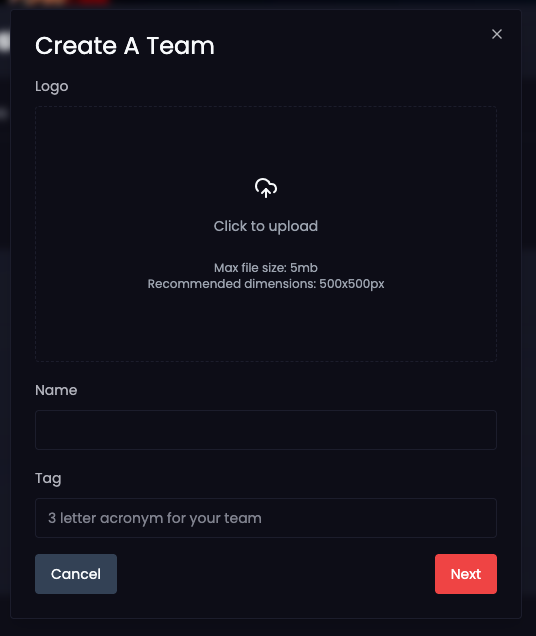 Create A Team
Logo
Click to upload
Max file size: 5mb
Recommended dimensions: 500x500px
Name
Tag
3 letter acronym for your team
Cancel
Next